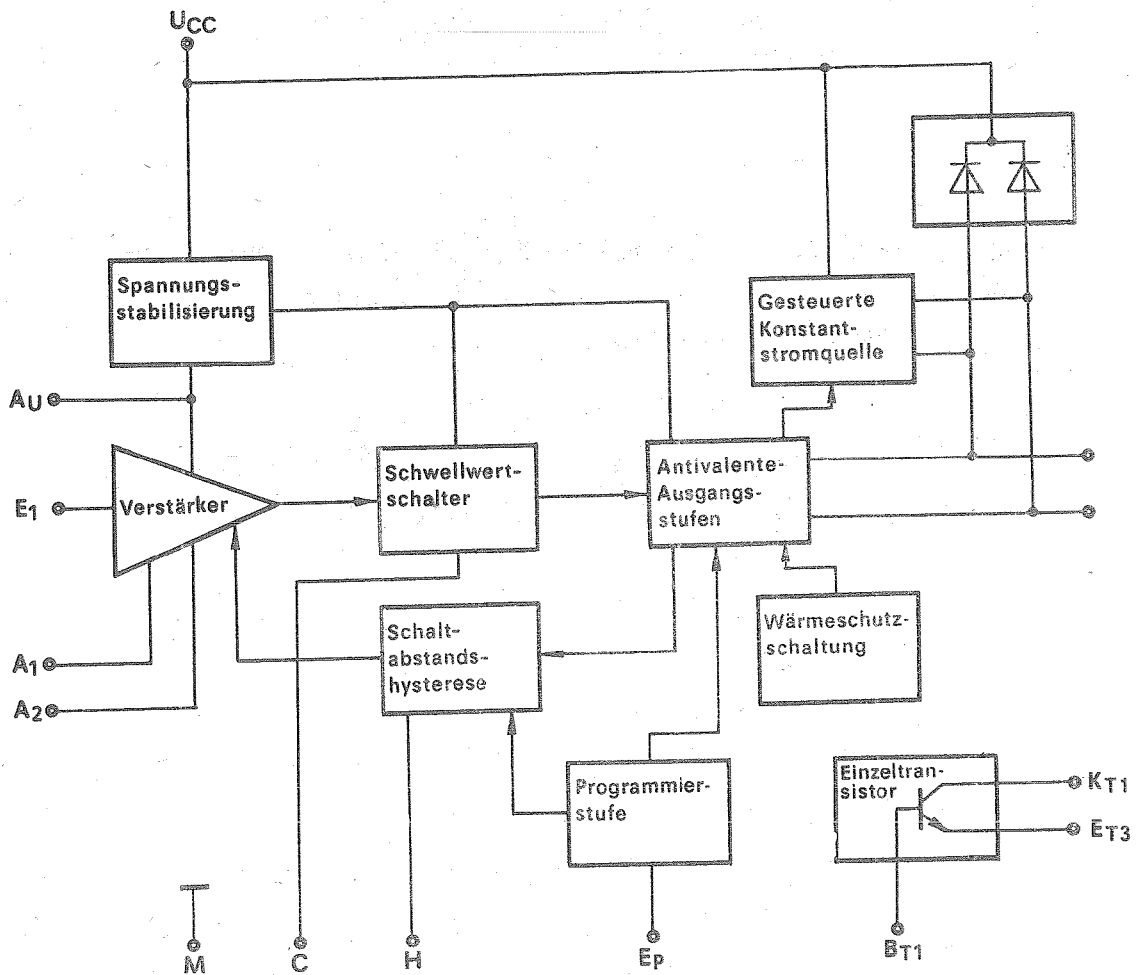 UCC
Spannungs-
stabilisierung
Gesteuerte
Konstant-
stromquelle
AU
E1
Verstärker
Schwellwert-
schalter
Antivalente-
Ausgangs-
stufen
A1
A2
Schalt-
abstands-
hysterese
Wärmeschutz-
schaltung
Programmier-
stufe
Einzeltran-
sistor
KT1
ET3
M
C
H
EP
BT1